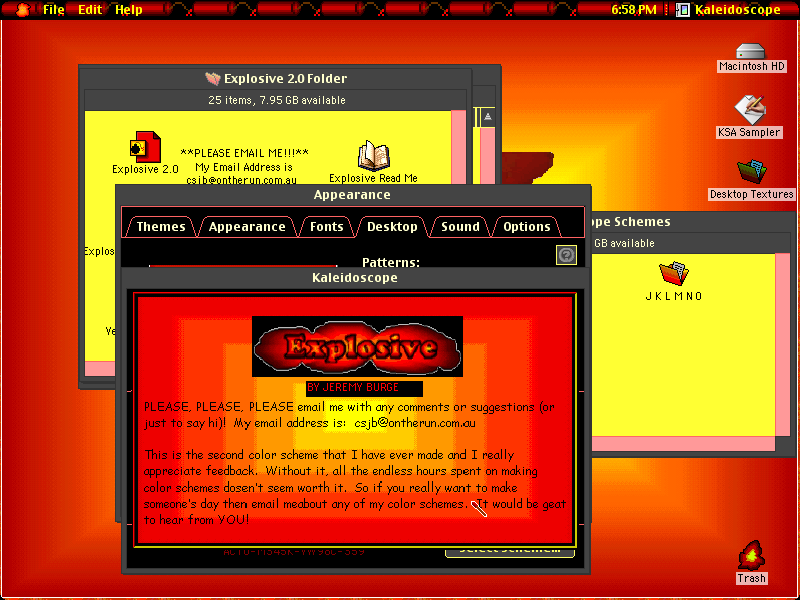 File Edit Help
6:58 PM
Kaleidoscope
Explosive 2.0 Folder
25 items, 7.95 GB available
Explosive 2.0
**PLEASE EMAIL ME!!!**
My Email Address is
csjb@ontherun.com.au
Explosive Read Me
Macintosh HD
KSA Sampler
Desktop Textures
ope Schemes
GB available
J K L M N O
Explos
Ye
Appearance
Themes Appearance Fonts Desktop Sound Options
Patterns:
Kaleidoscope
Explosive
BY JEREMY BURGE
PLEASE, PLEASE, PLEASE email me with any comments or suggestions (or
just to say hi)! My email address is: csjb@ontherun.com.au
This is the second color scheme that I have ever made and I really
appreciate feedback. Without it, all the endless hours spent on making
color schemes dosen't seem worth it. So if you really want to make
someone's day then email meabout any of my color schemes. It would be geat
to hear from YOU!
Select Scheme...
Trash